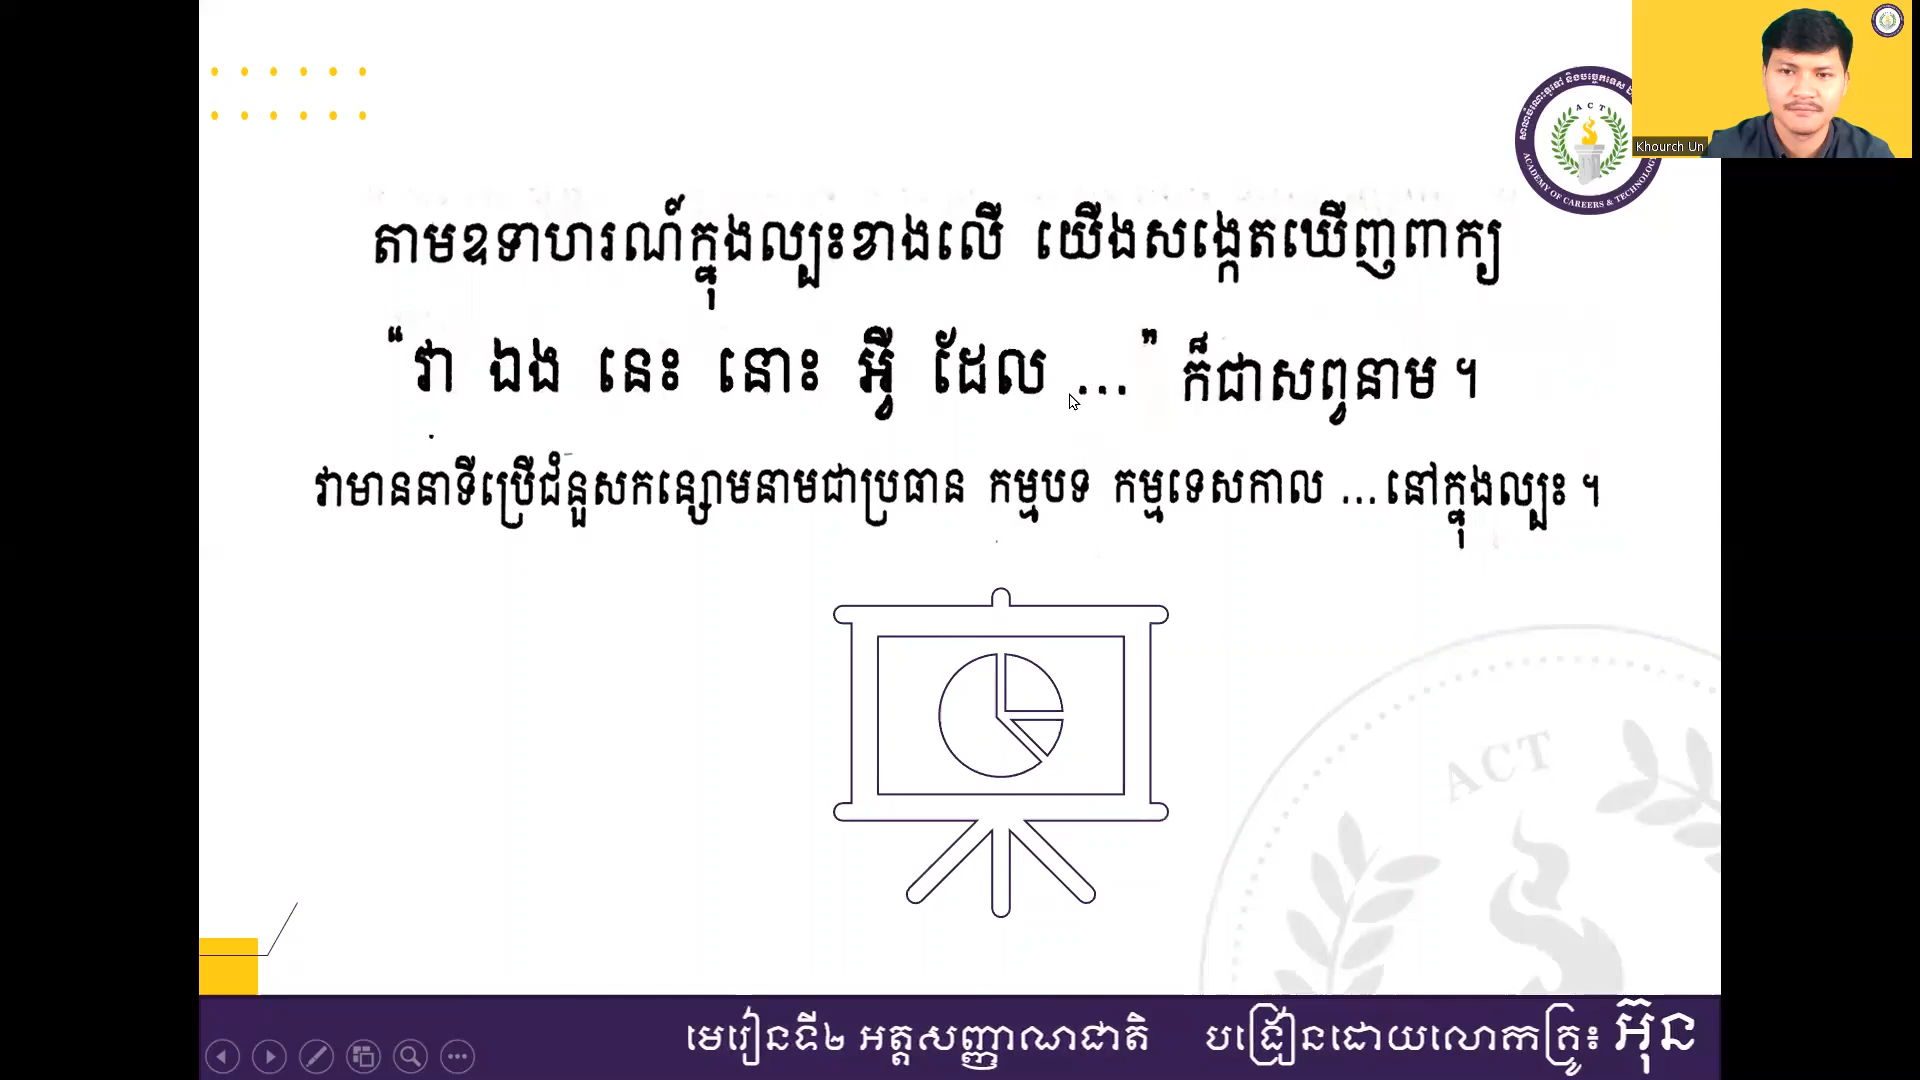 Khourch Un
A C T
ACADEMY OF CAREERS & TECHNOLOGY
តាមឧទាហរណ៍ក្នុងល្បះខាងលើ យើងសង្កេតឃើញពាក្យ
“វា ឯង នេះ នោះ អ្វី ដែល ...” ក៏ជាសព្វនាម ។
វាមាននាទីប្រើជំនួសកន្សោមនាមជាប្រធាន កម្មបទ កម្មទេសកាល ...នៅក្នុងល្បះ ។
ACT
មេរៀនទី២ អត្តសញ្ញាណជាតិ បង្រៀនដោយលោកគ្រូ៖ អ៊ុន